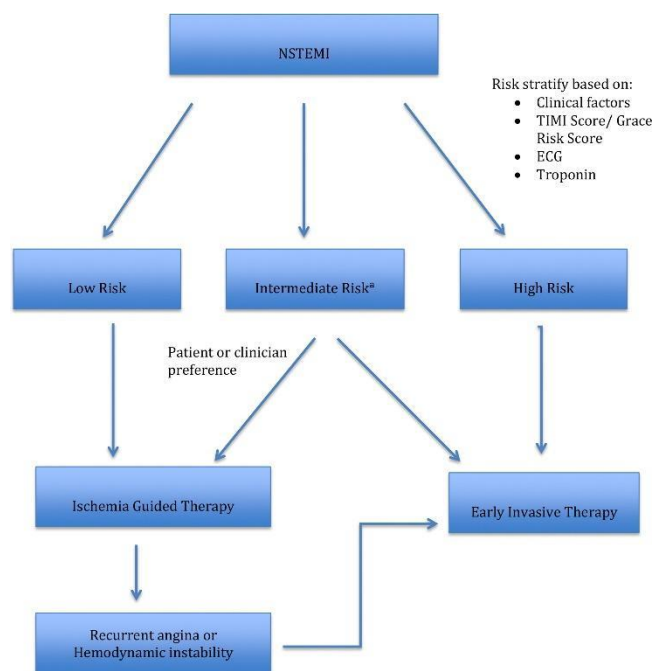 NSTEMI
Risk stratify based on:
• Clinical factors
• TIMI Score/ Grace
Risk Score
• ECG
• Troponin
Low Risk
Intermediate Riskª
High Risk
Patient or clinician
preference
Ischemia Guided Therapy
Early Invasive Therapy
Recurrent angina or
Hemodynamic instability